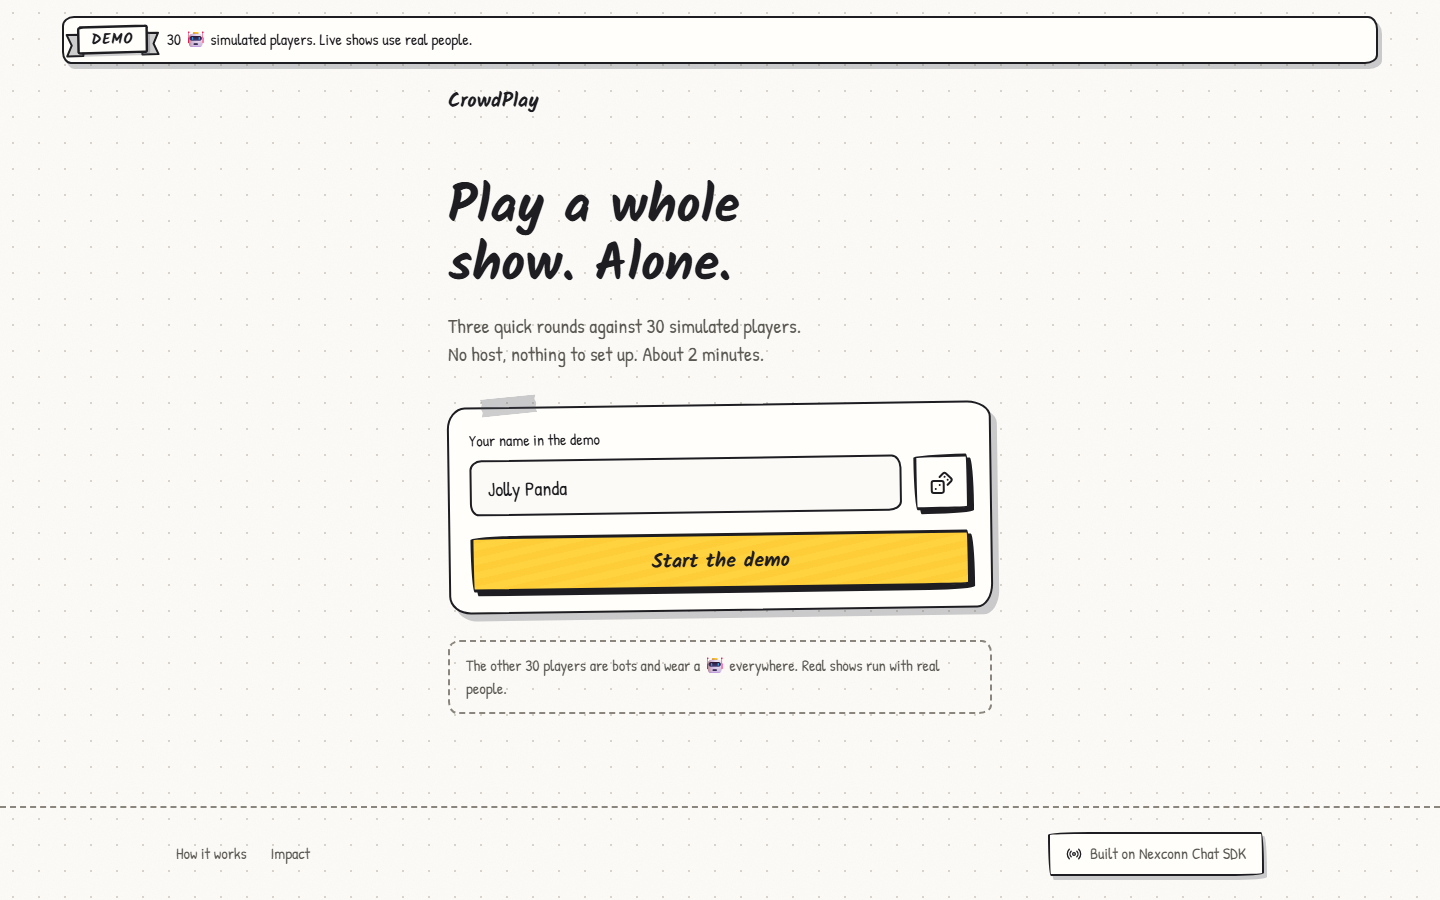 DEMO 30 simulated players. Live shows use real people.
CrowdPlay
Play a whole
show. Alone.
Three quick rounds against 30 simulated players.
No host, nothing to set up. About 2 minutes.
Your name in the demo
Jolly Panda
Start the demo
The other 30 players are bots and wear a everywhere. Real shows run with real
people.
How it works Impact Built on Nexconn Chat SDK